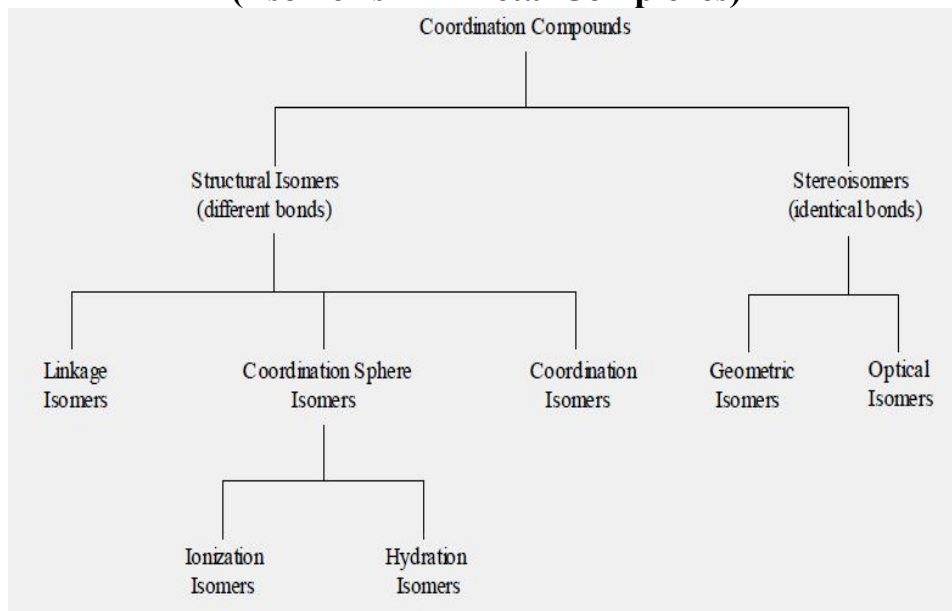 Coordination Compounds
Structural Isomers
(different bonds)
Stereoisomers
(identical bonds)
Linkage
Isomers
Coordination Sphere
Isomers
Coordination
Isomers
Geometric
Isomers
Optical
Isomers
Ionization
Isomers
Hydration
Isomers